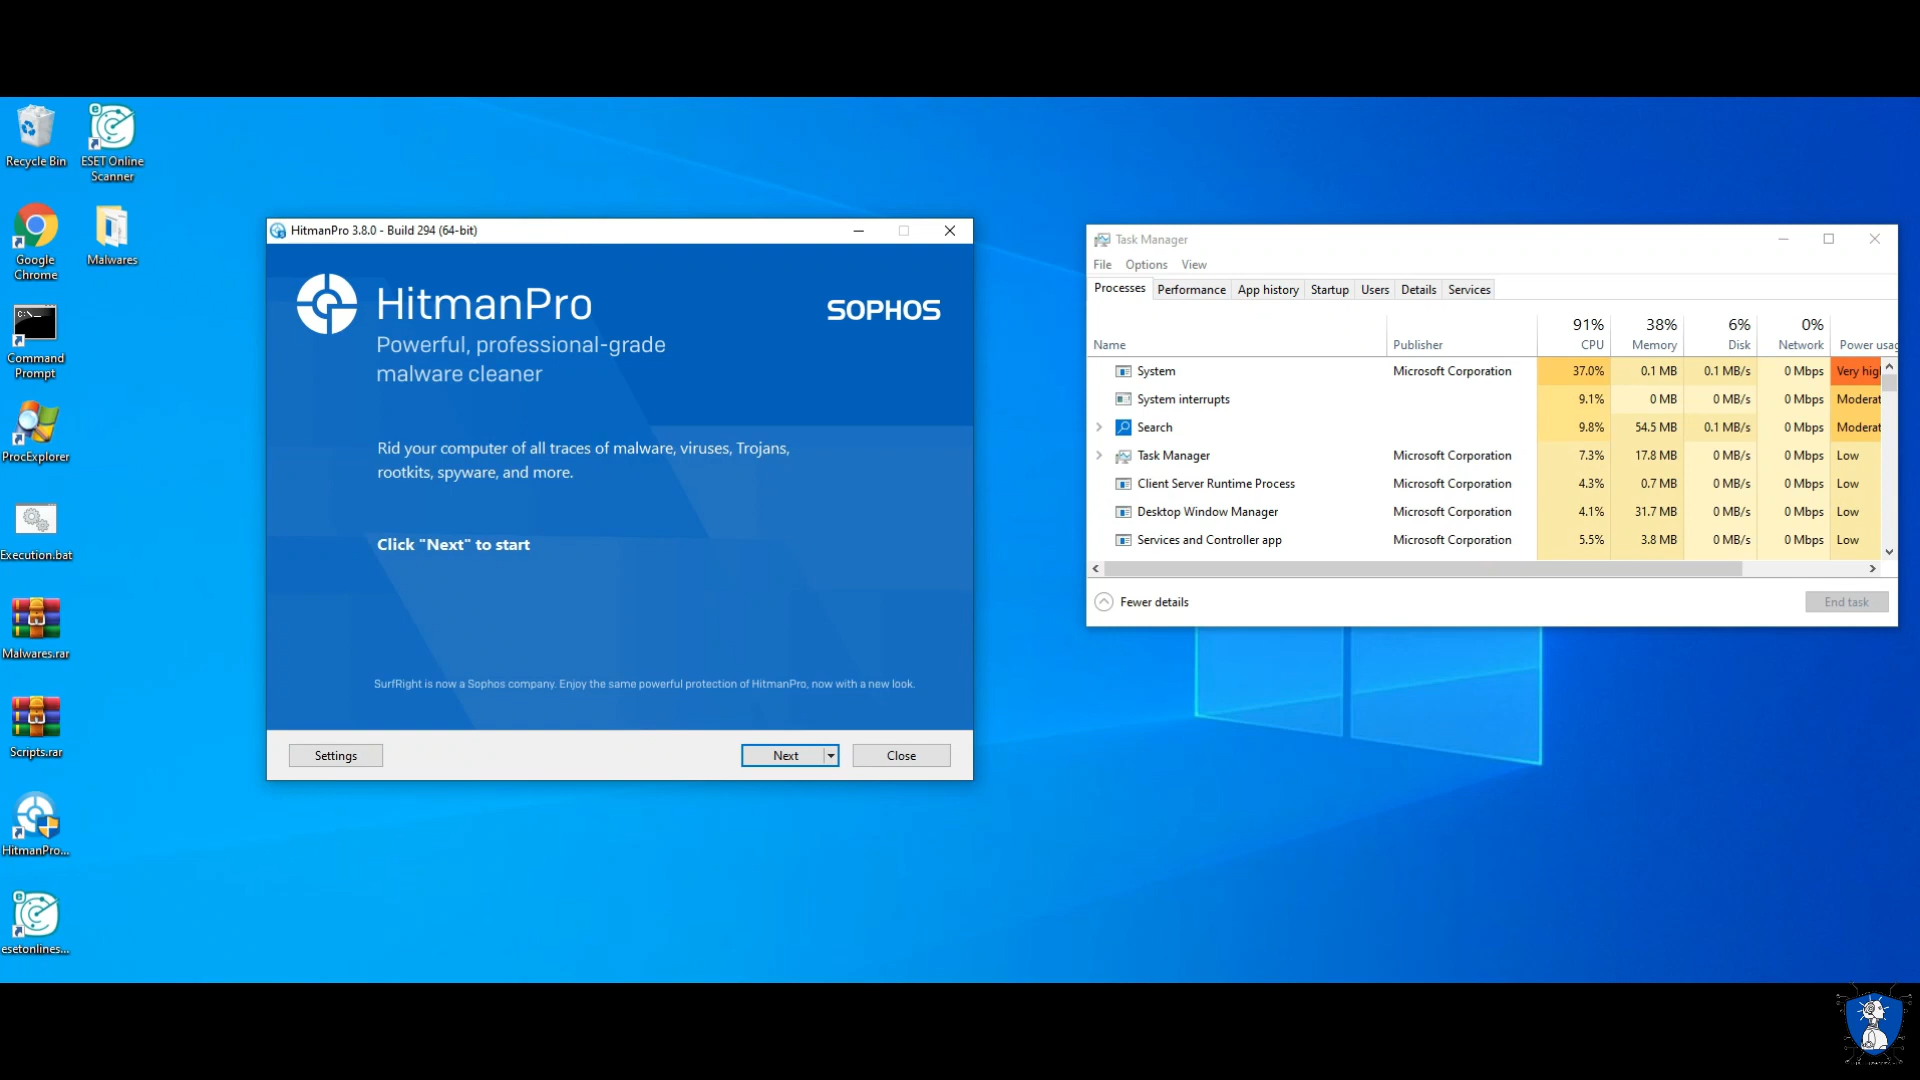 Recycle Bin
ESET Online
Scanner
Google
Chrome
Malwares
Command
Prompt
ProcExplorer
Execution.bat
Malwares.rar
Scripts.rar
HitmanPro...
esetonlines...
HitmanPro 3.8.0 - Build 294 (64-bit)
HitmanPro
SOPHOS
Powerful, professional-grade
malware cleaner
Rid your computer of all traces of malware, viruses, Trojans,
rootkits, spyware, and more.
Click "Next" to start
SurfRight is now a Sophos company. Enjoy the same powerful protection of HitmanPro, now with a new look.
Settings
Next
Close
Task Manager
File Options View
Processes Performance App history Startup Users Details Services
91% 38% 6% 0%
Name Publisher CPU Memory Disk Network Power usag
System Microsoft Corporation 37.0% 0.1 MB 0.1 MB/s 0 Mbps Very hig
System interrupts 9.1% 0 MB 0 MB/s 0 Mbps Moderat
Search 9.8% 54.5 MB 0.1 MB/s 0 Mbps Moderat
Task Manager Microsoft Corporation 7.3% 17.8 MB 0 MB/s 0 Mbps Low
Client Server Runtime Process Microsoft Corporation 4.3% 0.7 MB 0 MB/s 0 Mbps Low
Desktop Window Manager Microsoft Corporation 4.1% 31.7 MB 0 MB/s 0 Mbps Low
Services and Controller app Microsoft Corporation 5.5% 3.8 MB 0 MB/s 0 Mbps Low
Fewer details
End task